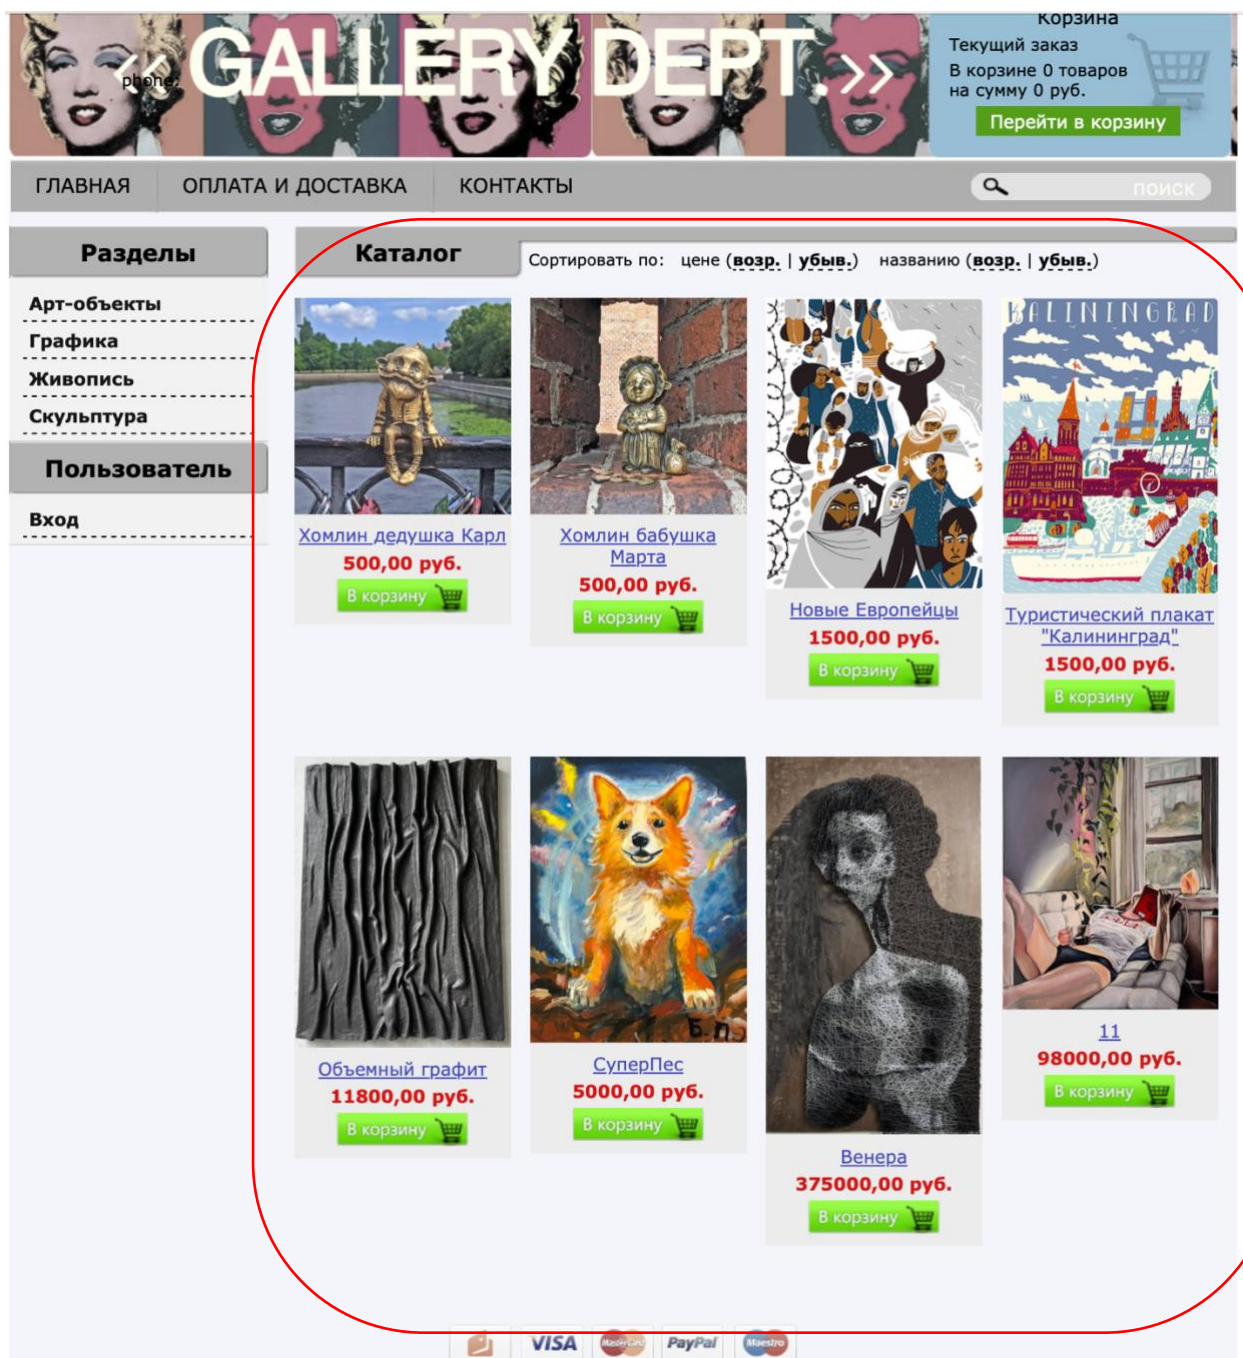 << GALLERY DEPT.>>
phone:
Корзина
Текущий заказ
В корзине 0 товаров
на сумму 0 руб.
Перейти в корзину
ГЛАВНАЯ ОПЛАТА И ДОСТАВКА КОНТАКТЫ поиск
Разделы
Арт-объекты
Графика
Живопись
Скульптура
Пользователь
Вход
Каталог
Сортировать по: цене (возр. | убыв.) названию (возр. | убыв.)
Хомлин дедушка Карл
500,00 руб.
В корзину
Хомлин бабушка
Марта
500,00 руб.
В корзину
Новые Европейцы
1500,00 руб.
В корзину
KALININGRAD
Туристический плакат
"Калининград"
1500,00 руб.
В корзину
Объемный графит
11800,00 руб.
В корзину
Б.П
СуперПес
5000,00 руб.
В корзину
Венера
375000,00 руб.
В корзину
11
98000,00 руб.
В корзину
VISA MasterCard PayPal Maestro